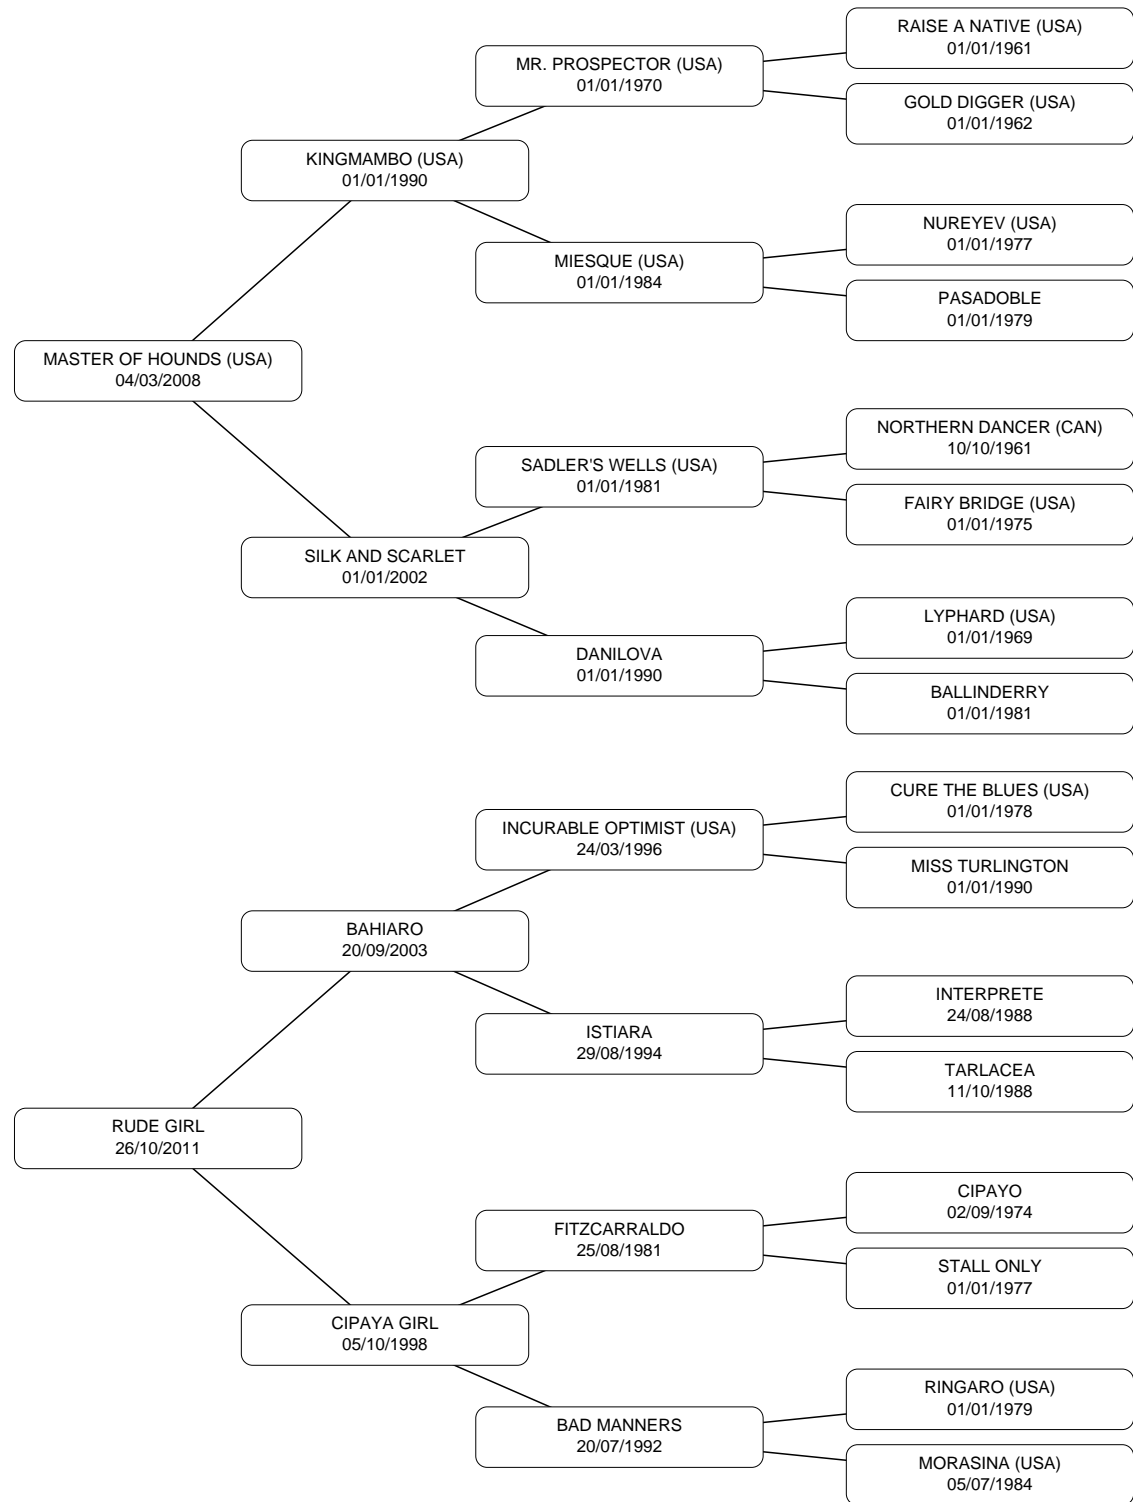 RAISE A NATIVE (USA)
01/01/1961
MR. PROSPECTOR (USA)
01/01/1970
GOLD DIGGER (USA)
01/01/1962
KINGMAMBO (USA)
01/01/1990
NUREYEV (USA)
01/01/1977
MIESQUE (USA)
01/01/1984
PASADOBLE
01/01/1979
MASTER OF HOUNDS (USA)
04/03/2008
NORTHERN DANCER (CAN)
10/10/1961
SADLER'S WELLS (USA)
01/01/1981
FAIRY BRIDGE (USA)
01/01/1975
SILK AND SCARLET
01/01/2002
LYPHARD (USA)
01/01/1969
DANILOVA
01/01/1990
BALLINDERRY
01/01/1981
CURE THE BLUES (USA)
01/01/1978
INCURABLE OPTIMIST (USA)
24/03/1996
MISS TURLINGTON
01/01/1990
BAHIARO
20/09/2003
INTERPRETE
24/08/1988
ISTIARA
29/08/1994
TARLACEA
11/10/1988
RUDE GIRL
26/10/2011
CIPAYO
02/09/1974
FITZCARRALDO
25/08/1981
STALL ONLY
01/01/1977
CIPAYA GIRL
05/10/1998
RINGARO (USA)
01/01/1979
BAD MANNERS
20/07/1992
MORASINA (USA)
05/07/1984